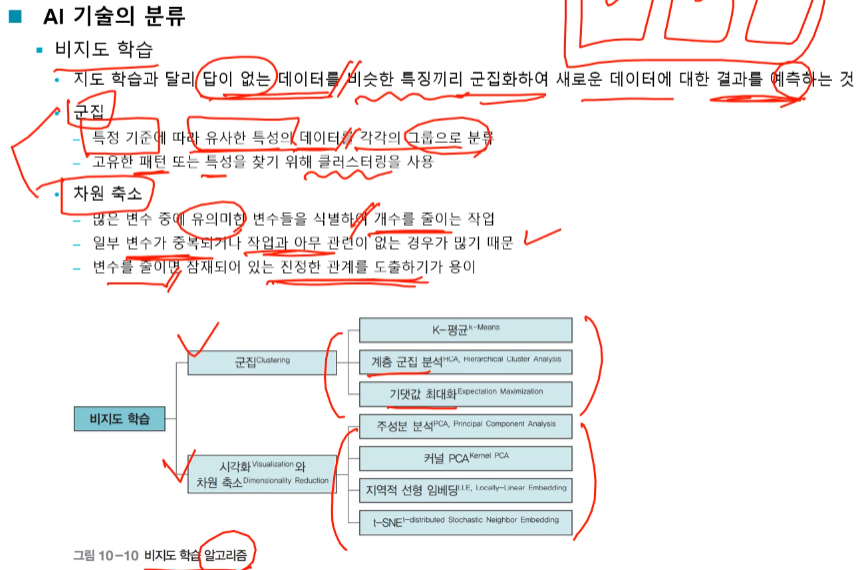 AI 기술의 분류
비지도 학습
지도 학습과 달리 답이 없는 데이터를 비슷한 특징끼리 군집화하여 새로운 데이터에 대한 결과를 예측하는 것
군집
특정 기준에 따라 유사한 특성의 데이터를 각각의 그룹으로 분류
고유한 패턴 또는 특성을 찾기 위해 클러스터링을 사용
차원 축소
많은 변수 중에 유의미한 변수들을 식별하여 개수를 줄이는 작업
일부 변수가 중복되거나 작업과 아무 관련이 없는 경우가 많기 때문
변수를 줄이면 잠재되어 있는 진정한 관계를 도출하기가 용이
비지도 학습
군집Clustering
K-평균k-Means
계층 군집 분석HCA, Hierarchical Cluster Analysis
기댓값 최대화Expectation Maximization
시각화Visualization와
차원 축소Dimensionality Reduction
주성분 분석PCA, Principal Component Analysis
커널 PCAKernel PCA
지역적 선형 임베딩LLE, Locally-Linear Embedding
t-SNEt-distributed Stochastic Neighbor Embedding
그림 10-10 비지도 학습 알고리즘